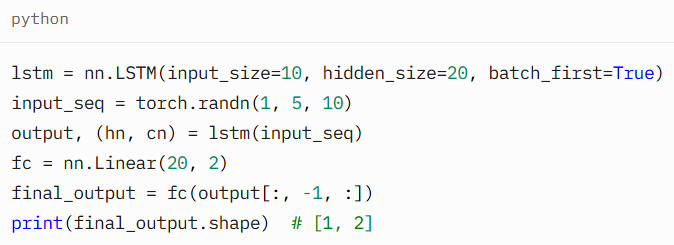 python
lstm = nn.LSTM(input_size=10, hidden_size=20, batch_first=True)
input_seq = torch.randn(1, 5, 10)
output, (hn, cn) = lstm(input_seq)
fc = nn.Linear(20, 2)
final_output = fc(output[:, -1, :])
print(final_output.shape)  # [1, 2]